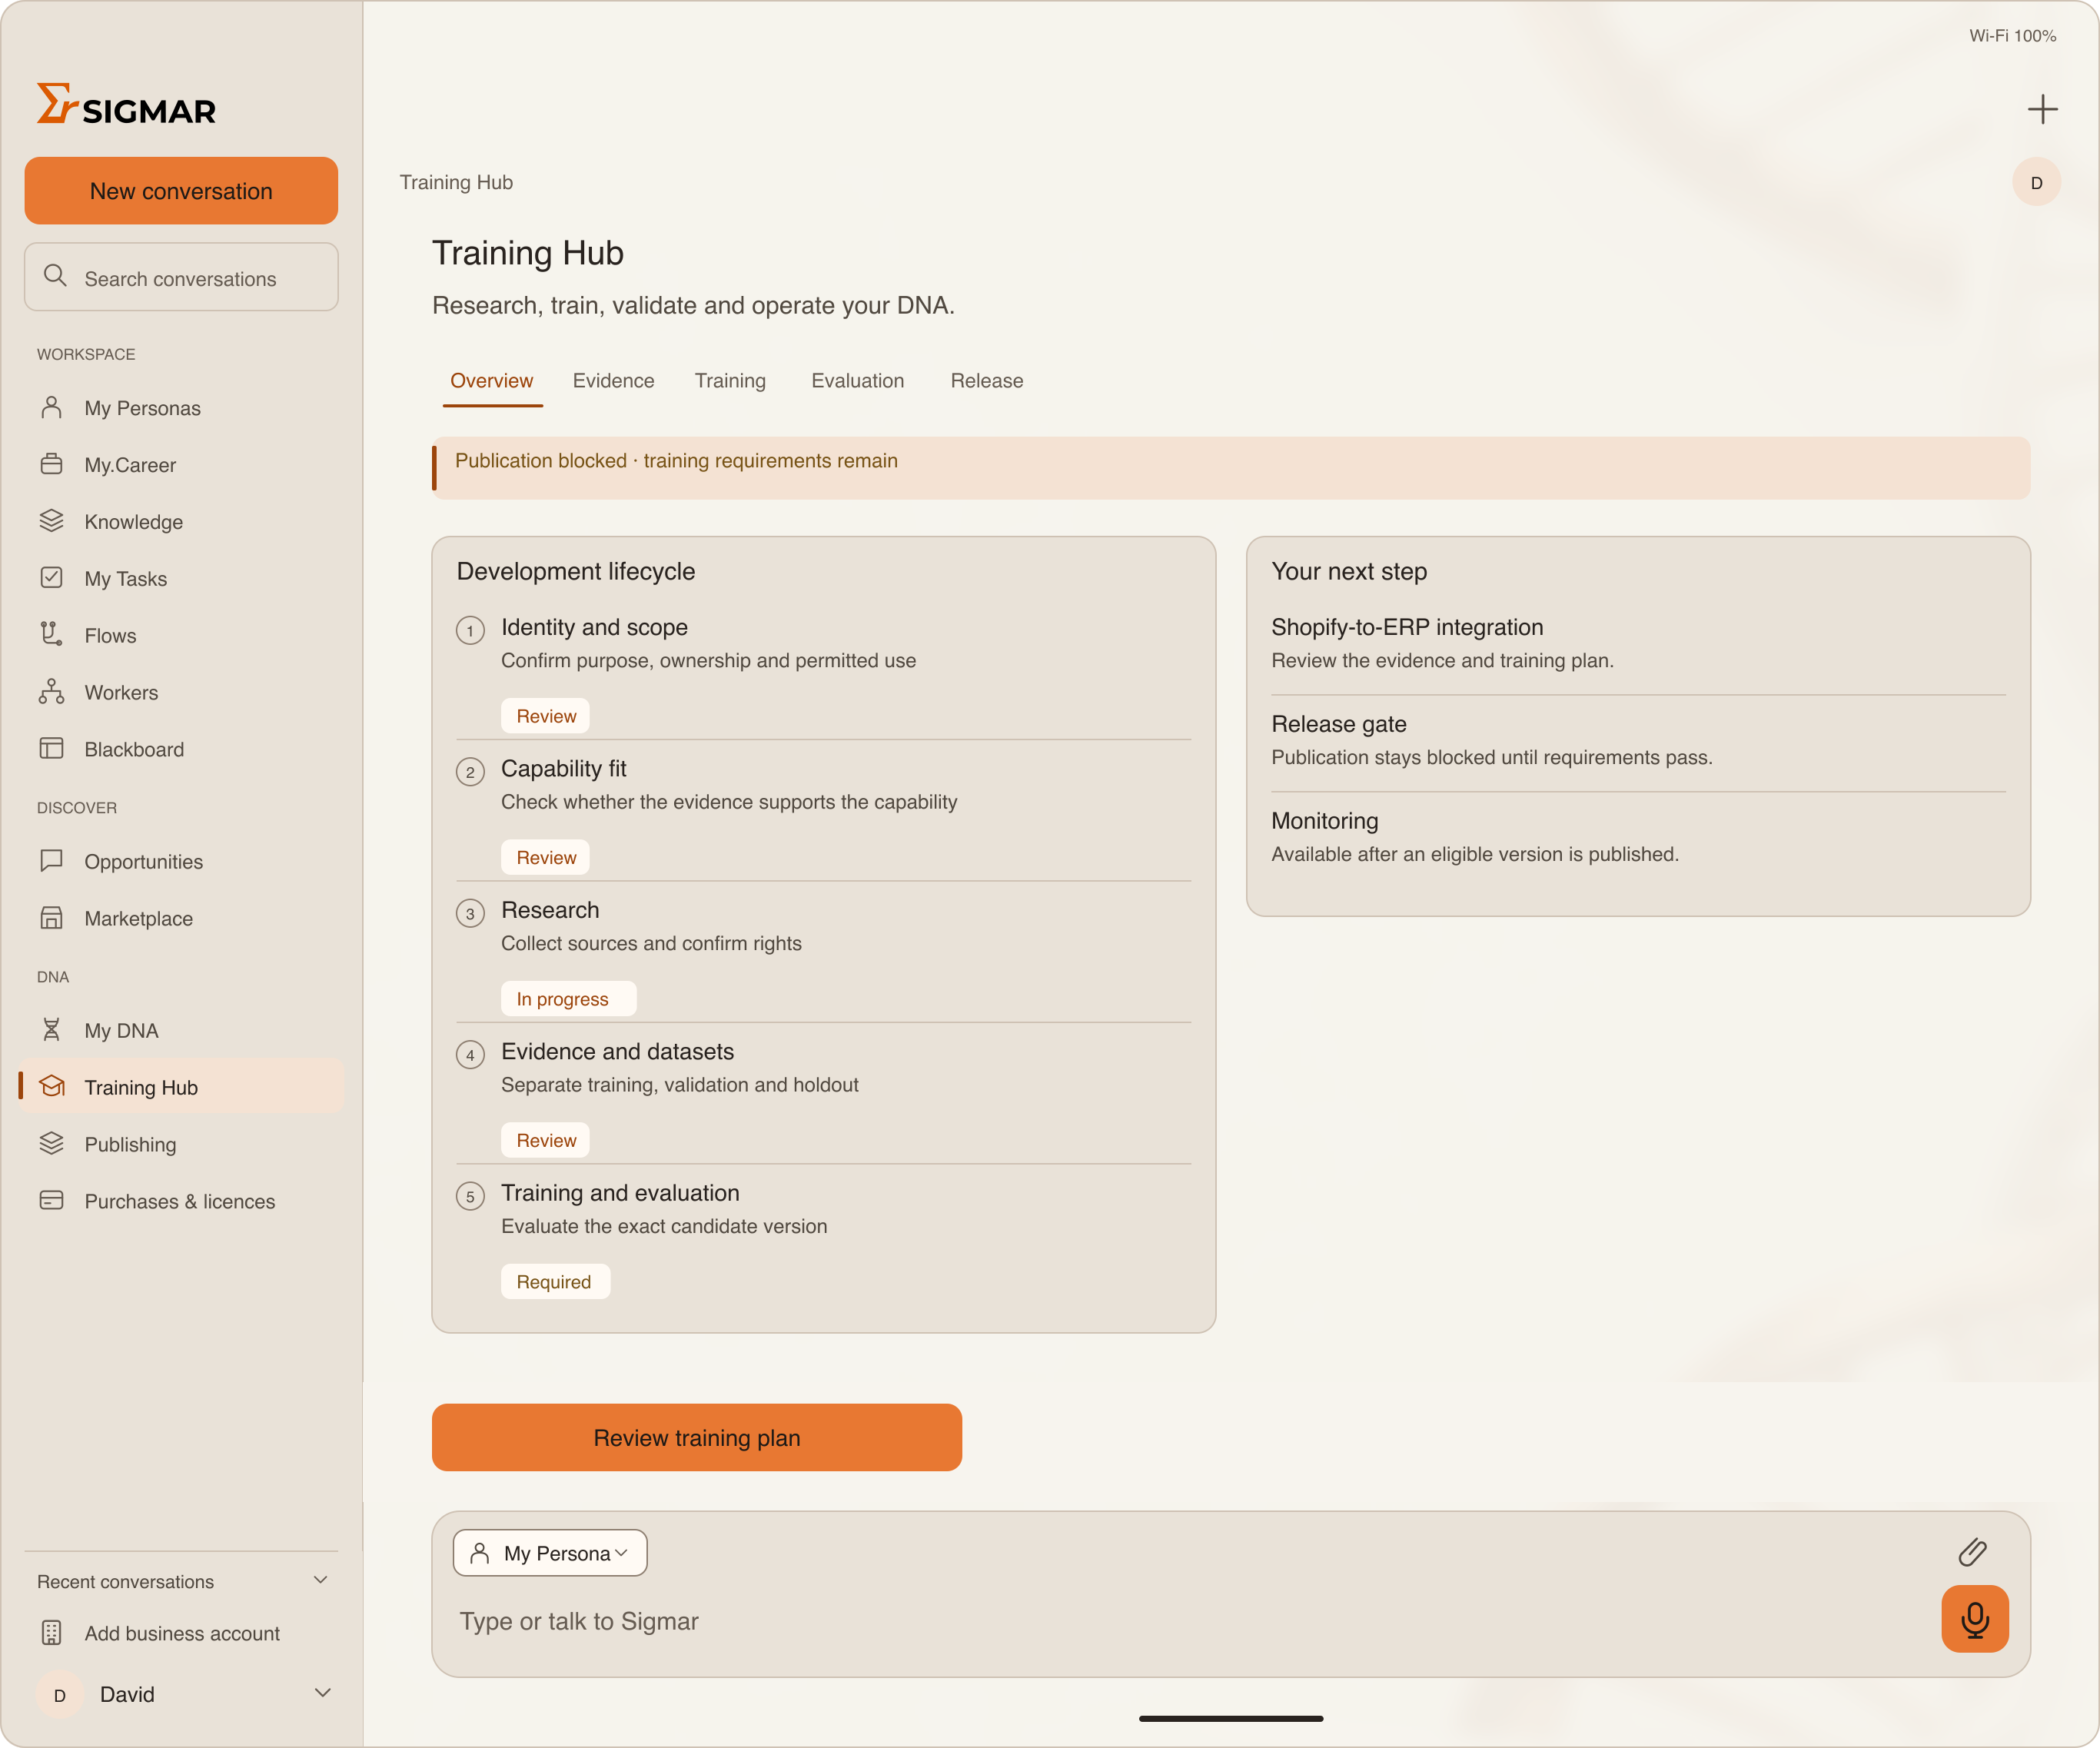 Wi-Fi 100%
Σr SIGMAR
New conversation
Search conversations
WORKSPACE
My Personas
My.Career
Knowledge
My Tasks
Flows
Workers
Blackboard
DISCOVER
Opportunities
Marketplace
DNA
My DNA
Training Hub
Publishing
Purchases & licences
Recent conversations
Add business account
D
David
Training Hub
D
Training Hub
Research, train, validate and operate your DNA.
Overview
Evidence
Training
Evaluation
Release
Publication blocked · training requirements remain
Development lifecycle
1
Identity and scope
Confirm purpose, ownership and permitted use
Review
2
Capability fit
Check whether the evidence supports the capability
Review
3
Research
Collect sources and confirm rights
In progress
4
Evidence and datasets
Separate training, validation and holdout
Review
5
Training and evaluation
Evaluate the exact candidate version
Required
Your next step
Shopify-to-ERP integration
Review the evidence and training plan.
Release gate
Publication stays blocked until requirements pass.
Monitoring
Available after an eligible version is published.
Review training plan
My Persona
Type or talk to Sigmar